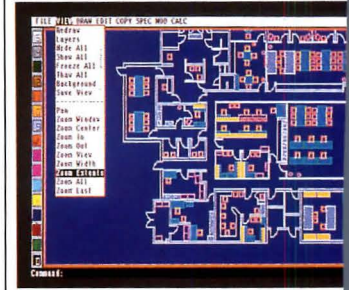 FILE VIEW DRAW EDIT COPY SPEC MOD CALC
Redraw
Layers
Hide All
Show All
Freeze All
Thaw All
Background
Save View
Pan
Zoom Window
Zoom Center
Zoom In
Zoom Out
Zoom View
Zoom Width
Zoom Extents
Zoom All
Zoom Last
Command: